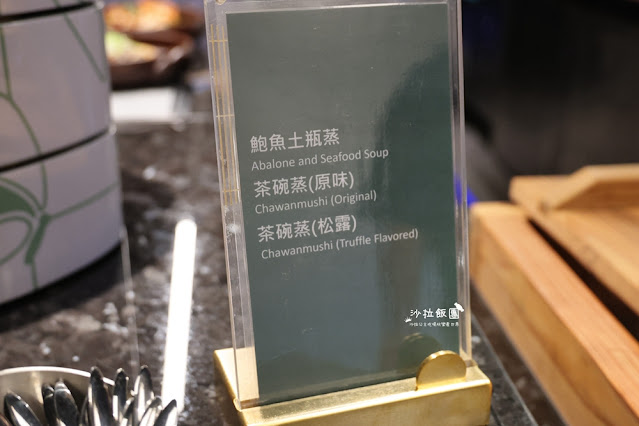 鮑魚土瓶蒸
Abalone and Seafood Soup
茶碗蒸(原味)
Chawanmushi (Original)
茶碗蒸(松露)
Chawanmushi (Truffle Flavored)
沙拉飯團